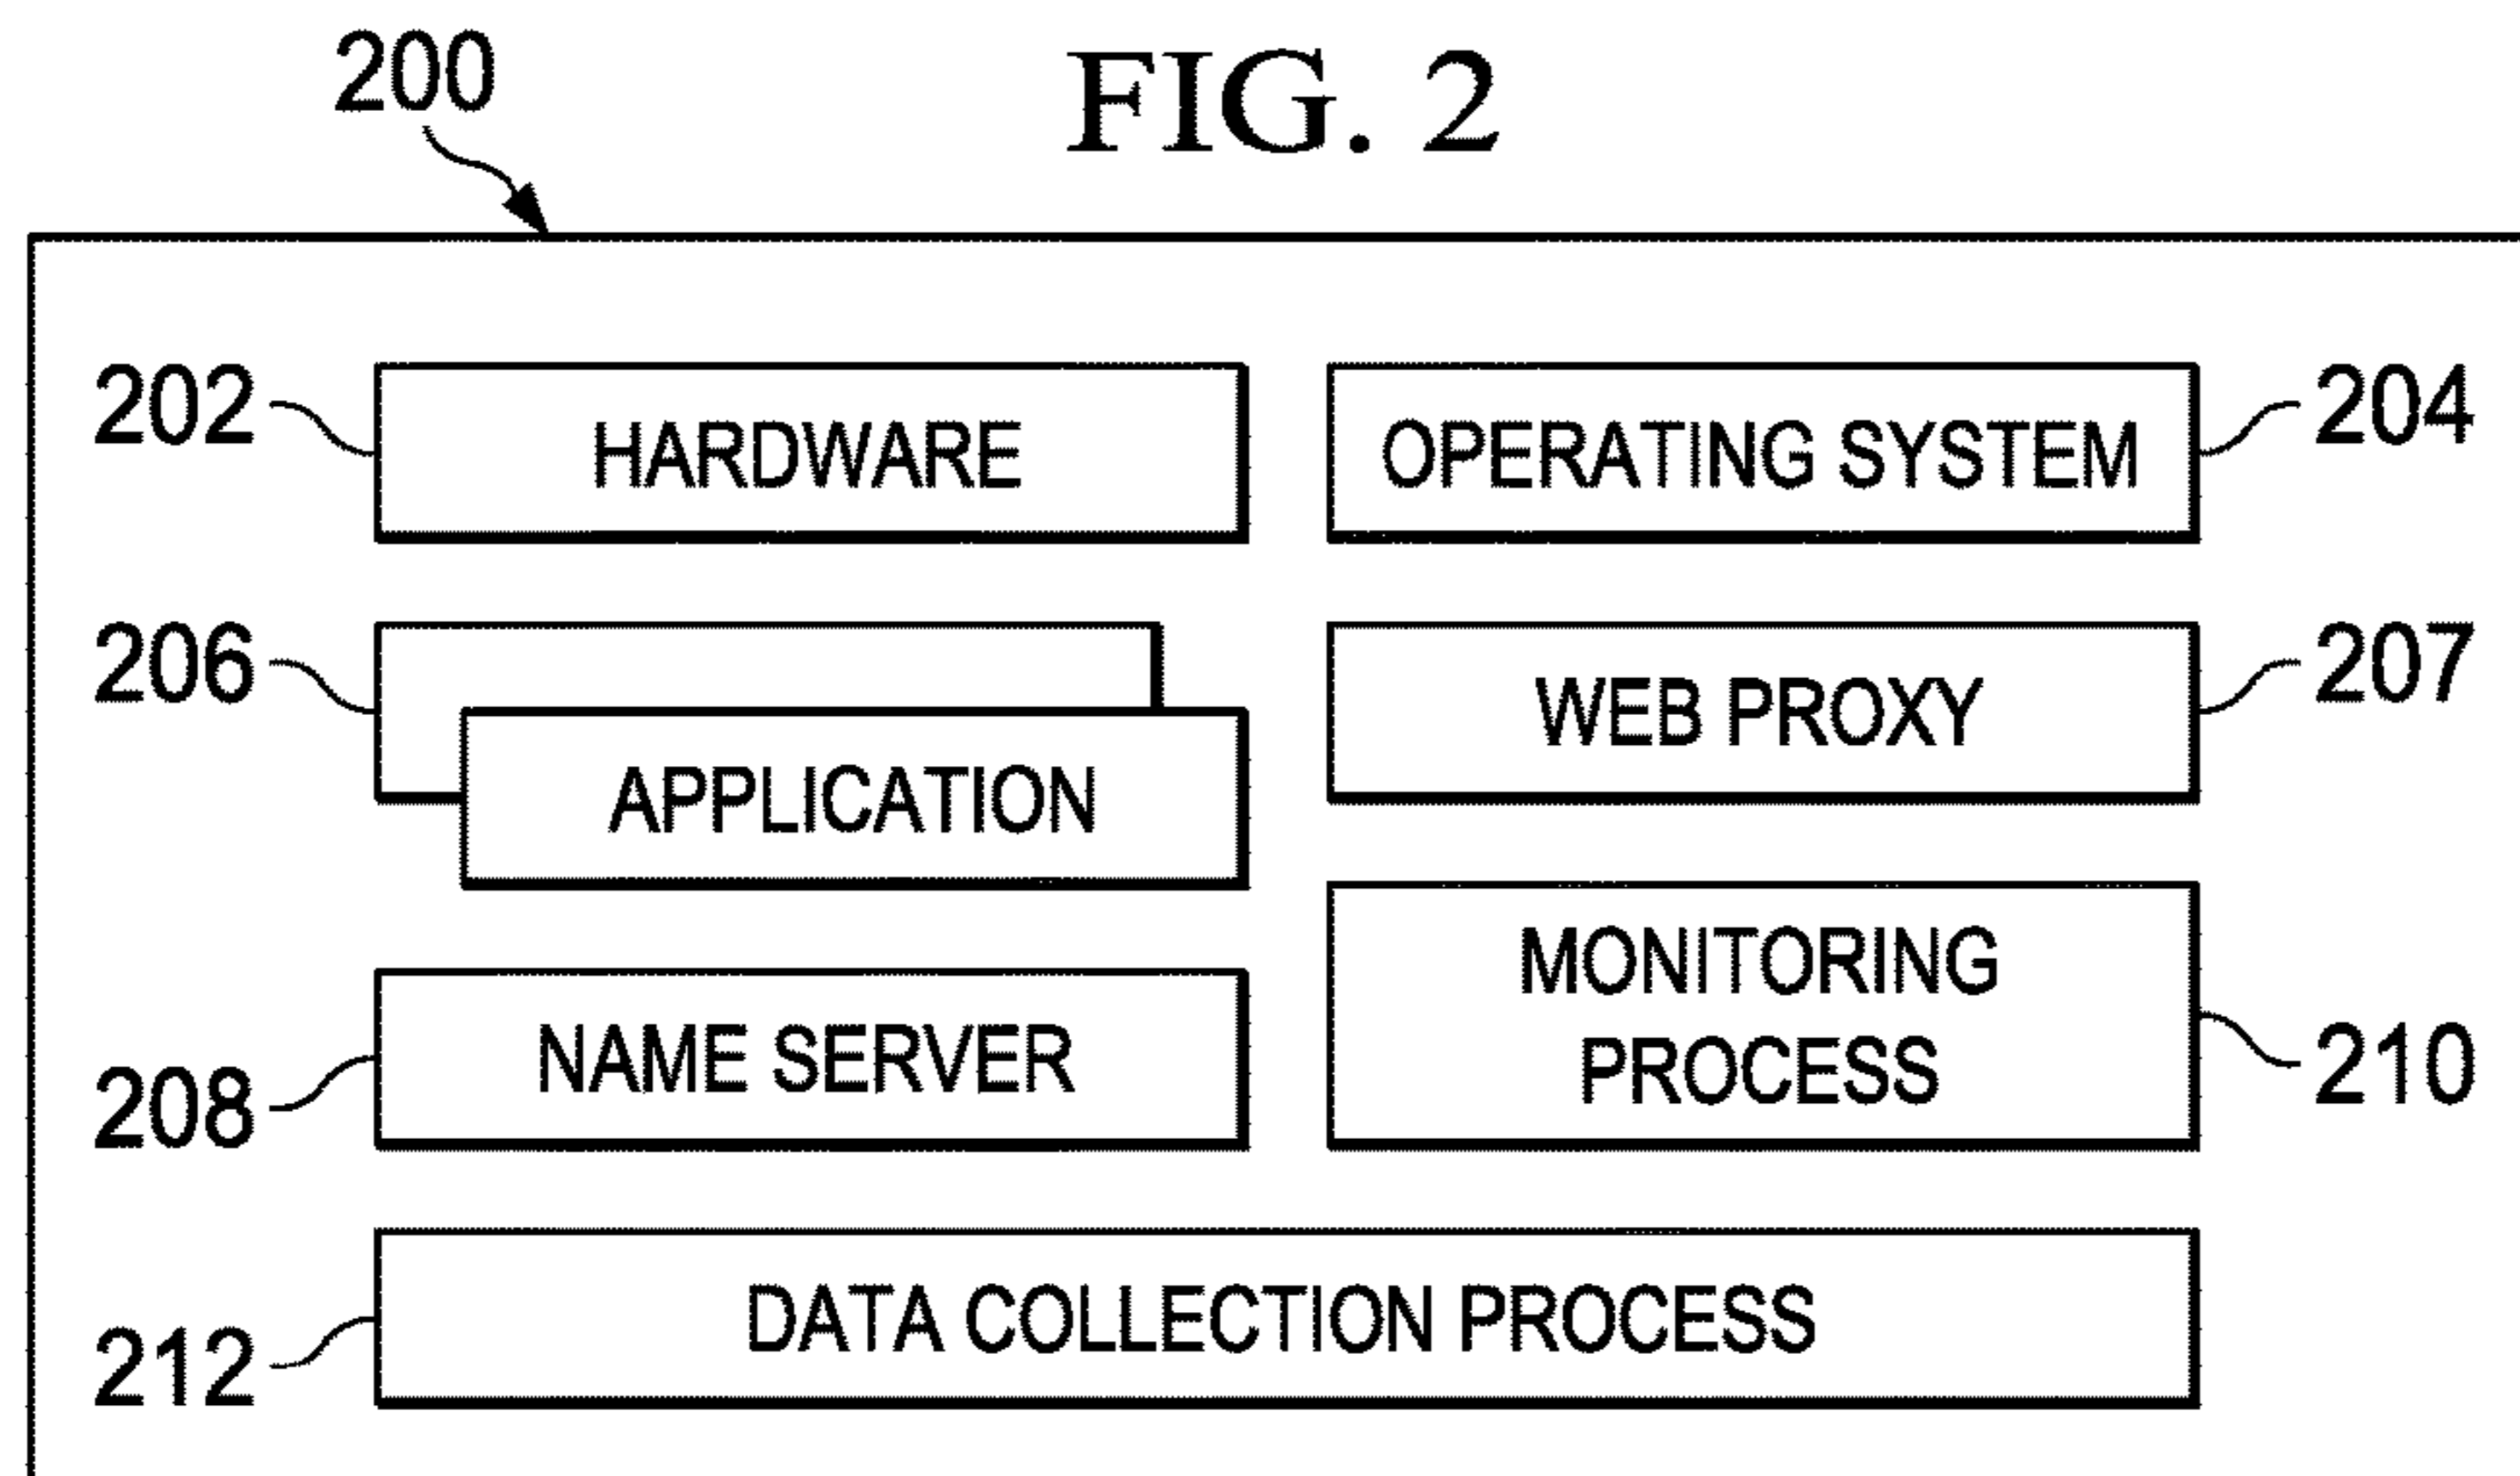 200
FIG. 2
202
HARDWARE
OPERATING SYSTEM
204
206
APPLICATION
WEB PROXY
207
208
NAME SERVER
MONITORING
PROCESS
210
212
DATA COLLECTION PROCESS